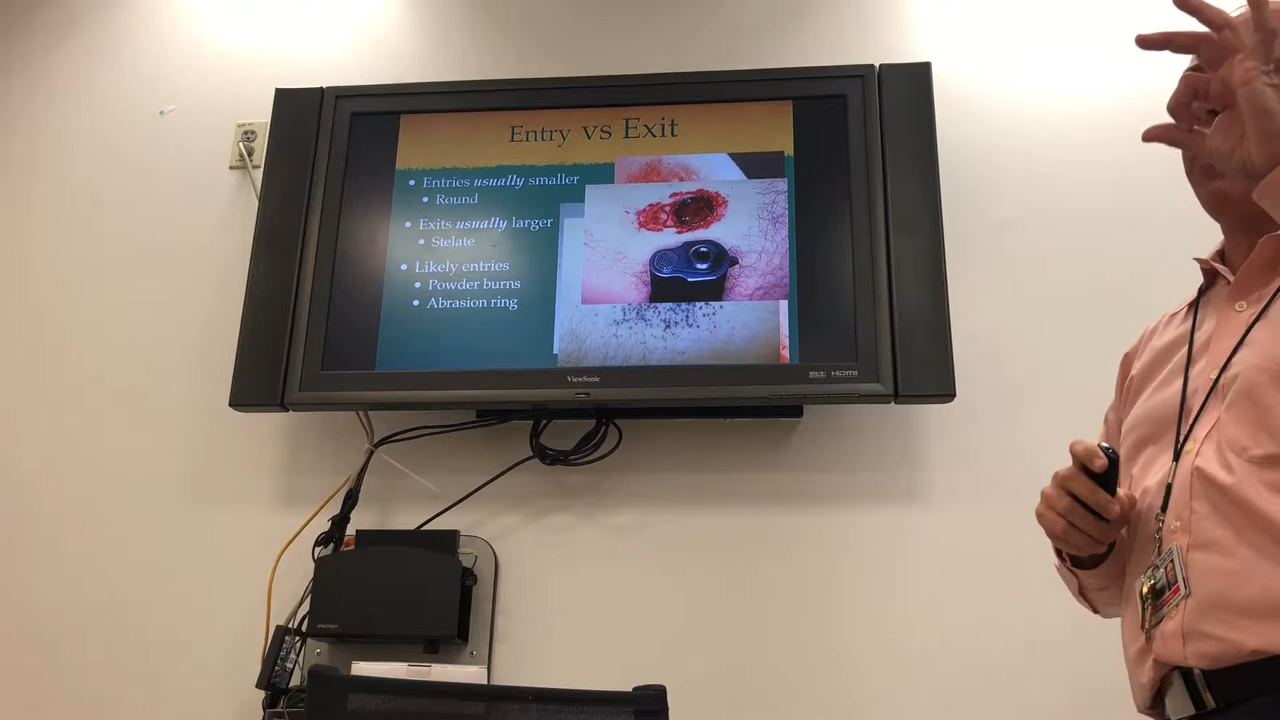 Entry vs Exit
Entries usually smaller
Round
Exits usually larger
Stelate
Likely entries
Powder burns
Abrasion ring
ViewSonic
HDMI